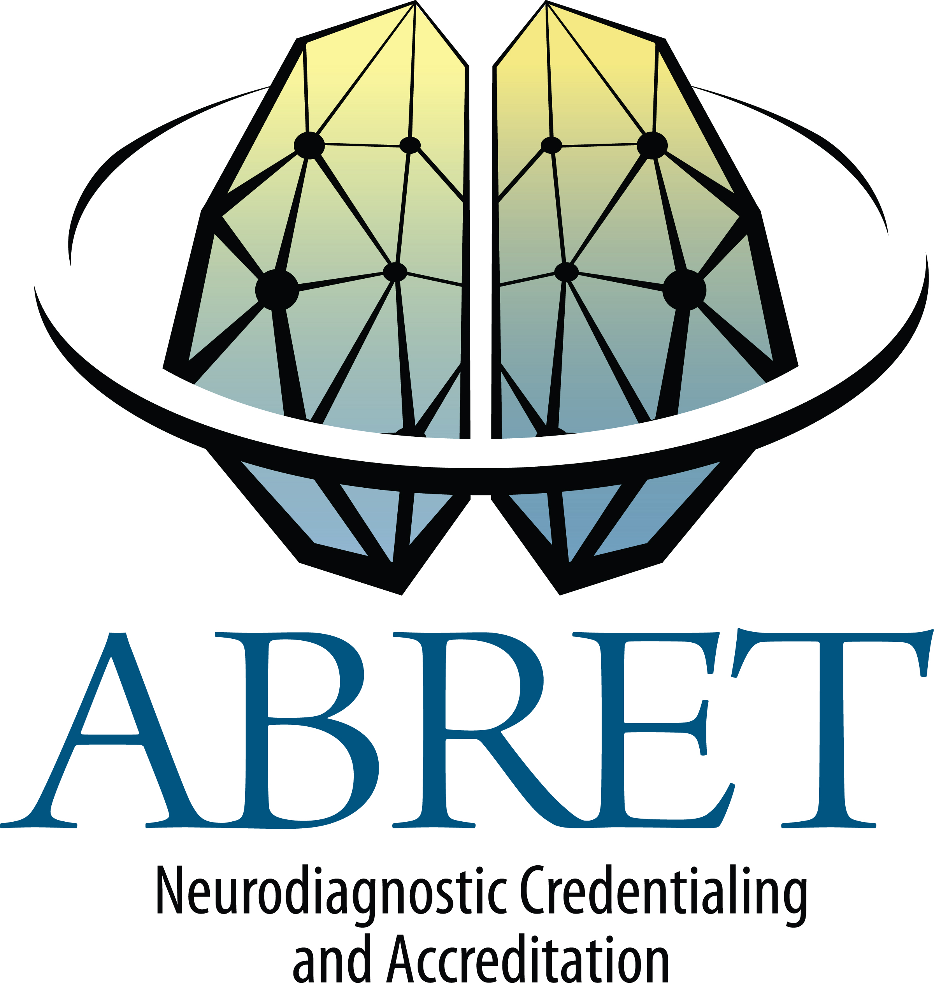 ABRET
Neurodiagnostic Credentialing
and Accreditation